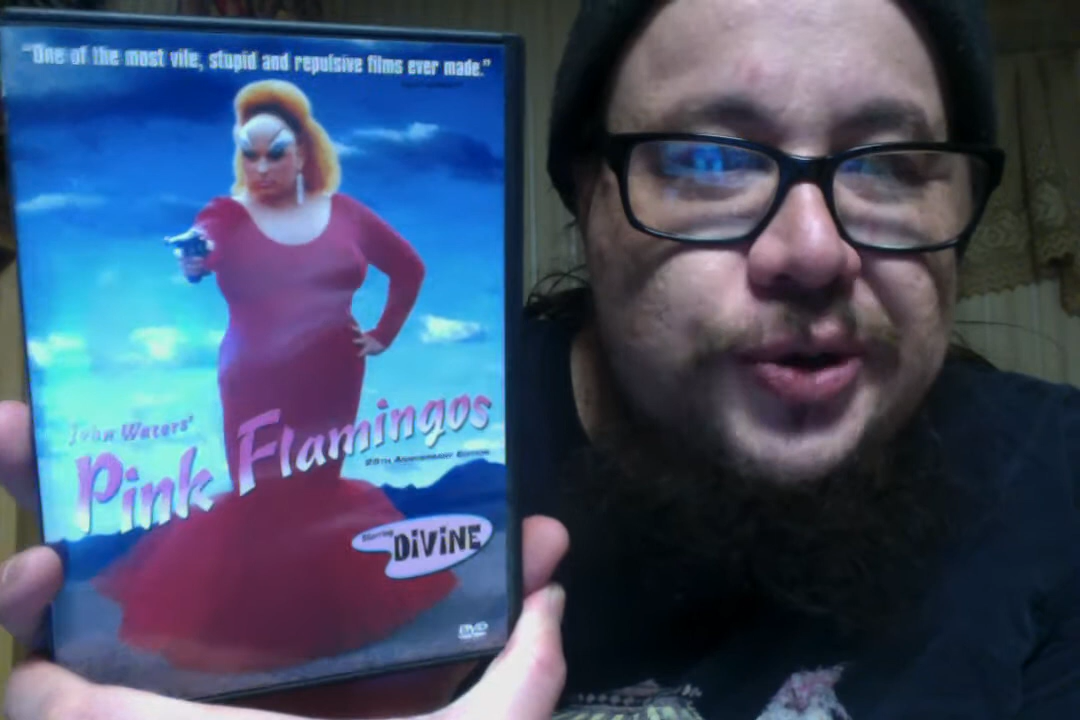 "One of the most vile, stupid and repulsive films ever made."
John Waters'
Pink Flamingos
25TH ANNIVERSARY EDITION
Starring
DIVINE
DVD